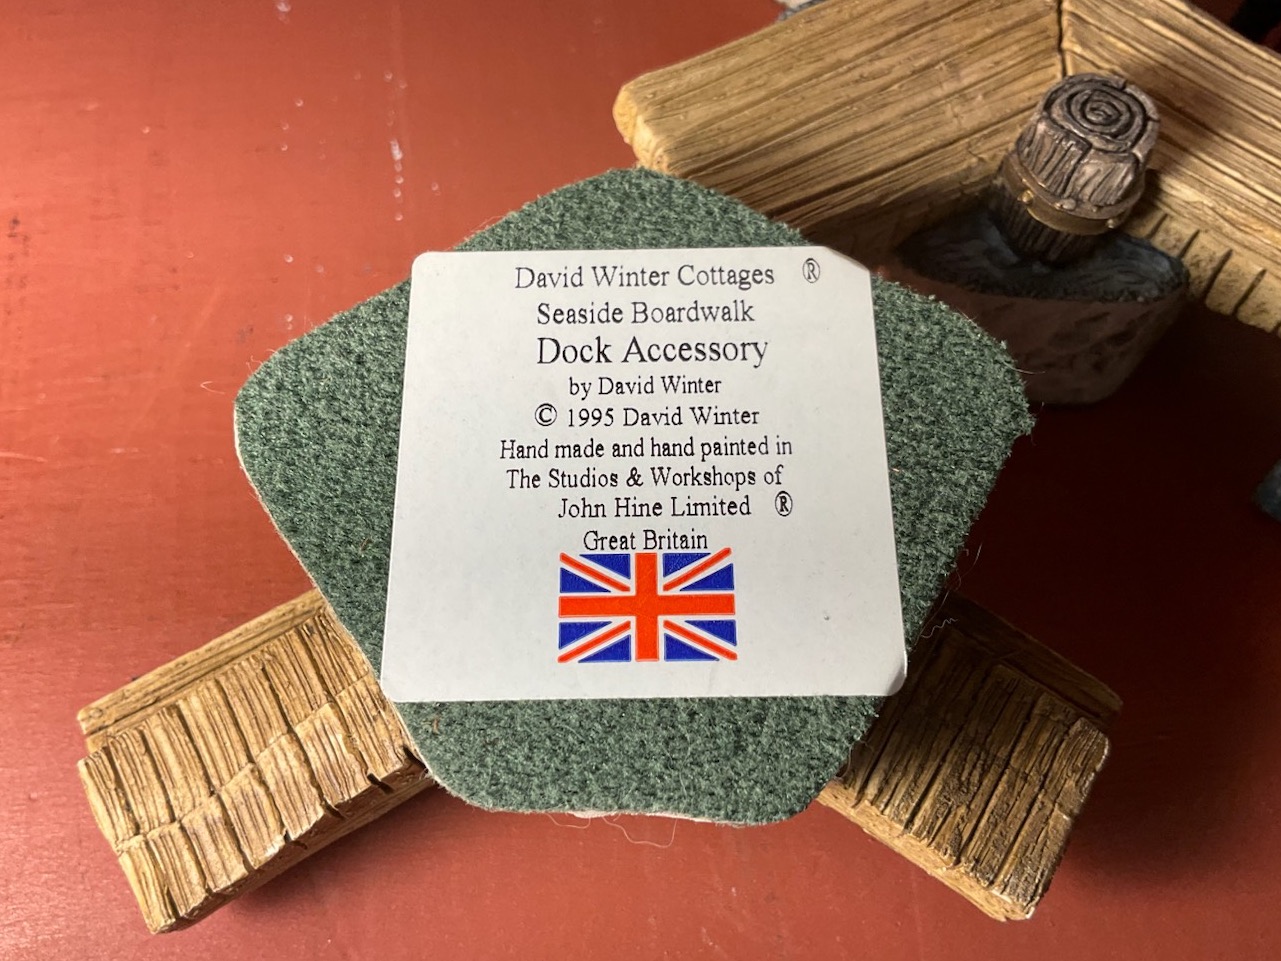 David Winter Cottages ®
Seaside Boardwalk
Dock Accessory
by David Winter
© 1995 David Winter
Hand made and hand painted in
The Studios & Workshops of
John Hine Limited ®
Great Britain